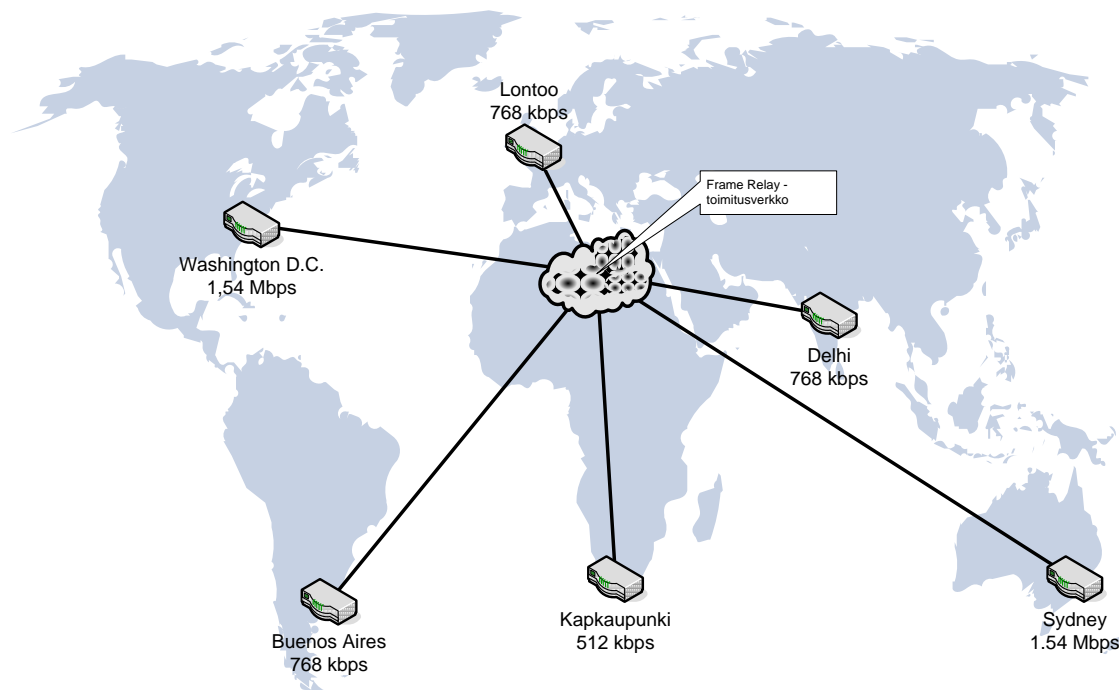 Lontoo
768 kbps
Frame Relay -
toimitusverkko
Washington D.C.
1,54 Mbps
Delhi
768 kbps
Buenos Aires
768 kbps
Kapkaupunki
512 kbps
Sydney
1.54 Mbps